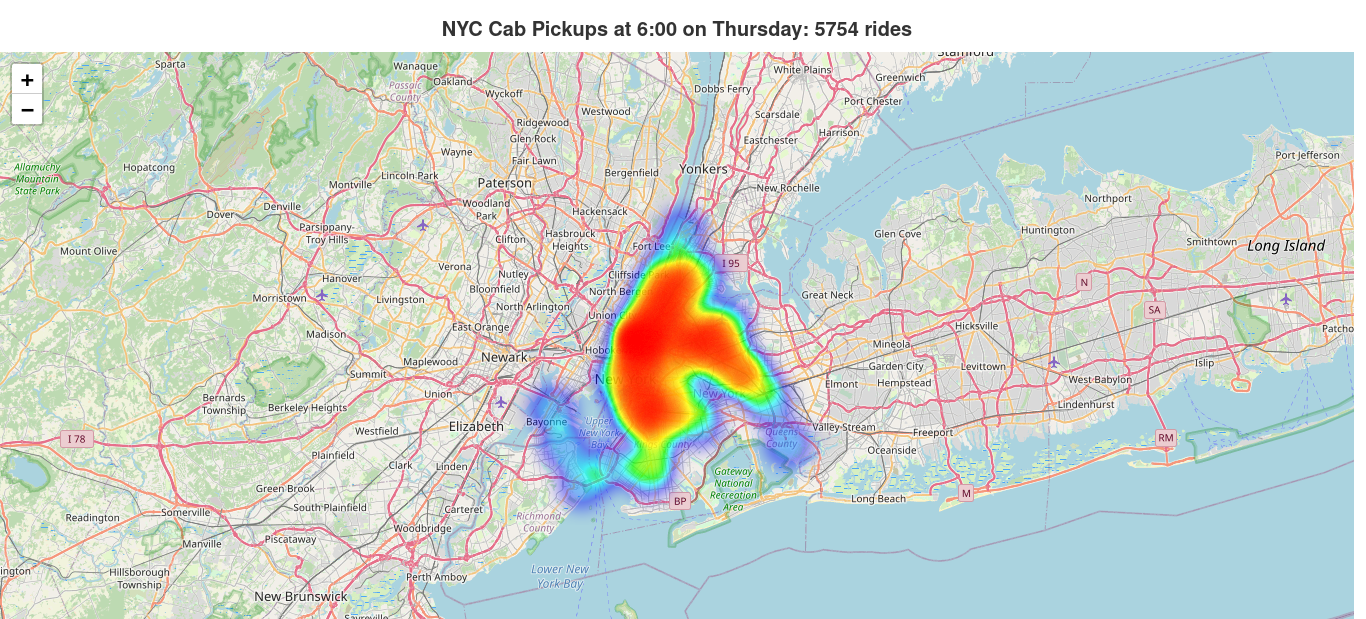 NYC Cab Pickups at 6:00 on Thursday: 5754 rides
+
−
Sparta
Wanaque
Oakland
Passaic
County
Wyckoff
Westwood
Dobbs Ferry
White Plains
Greenwich
Stamford
Port Chester
Scarsdale
Harrison
Eastchester
Ridgewood
Glen Rock
Fair Lawn
Wayne
Hopatcong
Allamuchy
Mountain
State Park
Lincoln Park
Montville
Paterson
Bergenfield
Yonkers
New Rochelle
Port Jefferson
Northport
Denville
Dover
Woodland
Park
Hackensack
Parsippany-
Troy Hills
Clifton
Hasbrouck
Heights
Fort Lee
Glen Cove
Huntington
Smithtown
Long Island
Mount Olive
Verona
Nutley
Bloomfield
Cliffside Park
I 95
Hanover
Morristown
Livingston
North Arlington
North Ber
Union C
Great Neck
N
SA
Madison
East Orange
Hicksville
Patcho
Mineola
Maplewood
Newark
Hobok
Garden City
Levittown
Islip
Summit
Union
New Y
New York
Elmont
Hempstead
West Babylon
Bernards
Township
Berkeley Heights
Lindenhurst
I 78
Westfield
Elizabeth
Bayonne
Upper
New York
Bay
County
Queens
County
Valley Stream
Freeport
RM
Plainfield
Clark
Linden
Oceanside
Gateway
National
Recreation
Area
Green Brook
South Plainfield
Carteret
BP
Long Beach
M
Readington
Somerville
Richmond
County
Woodbridge
Manville
Piscataway
ington
Hillsborough
Township
Perth Amboy
Lower New
York Bay
New Brunswick
Sayreville